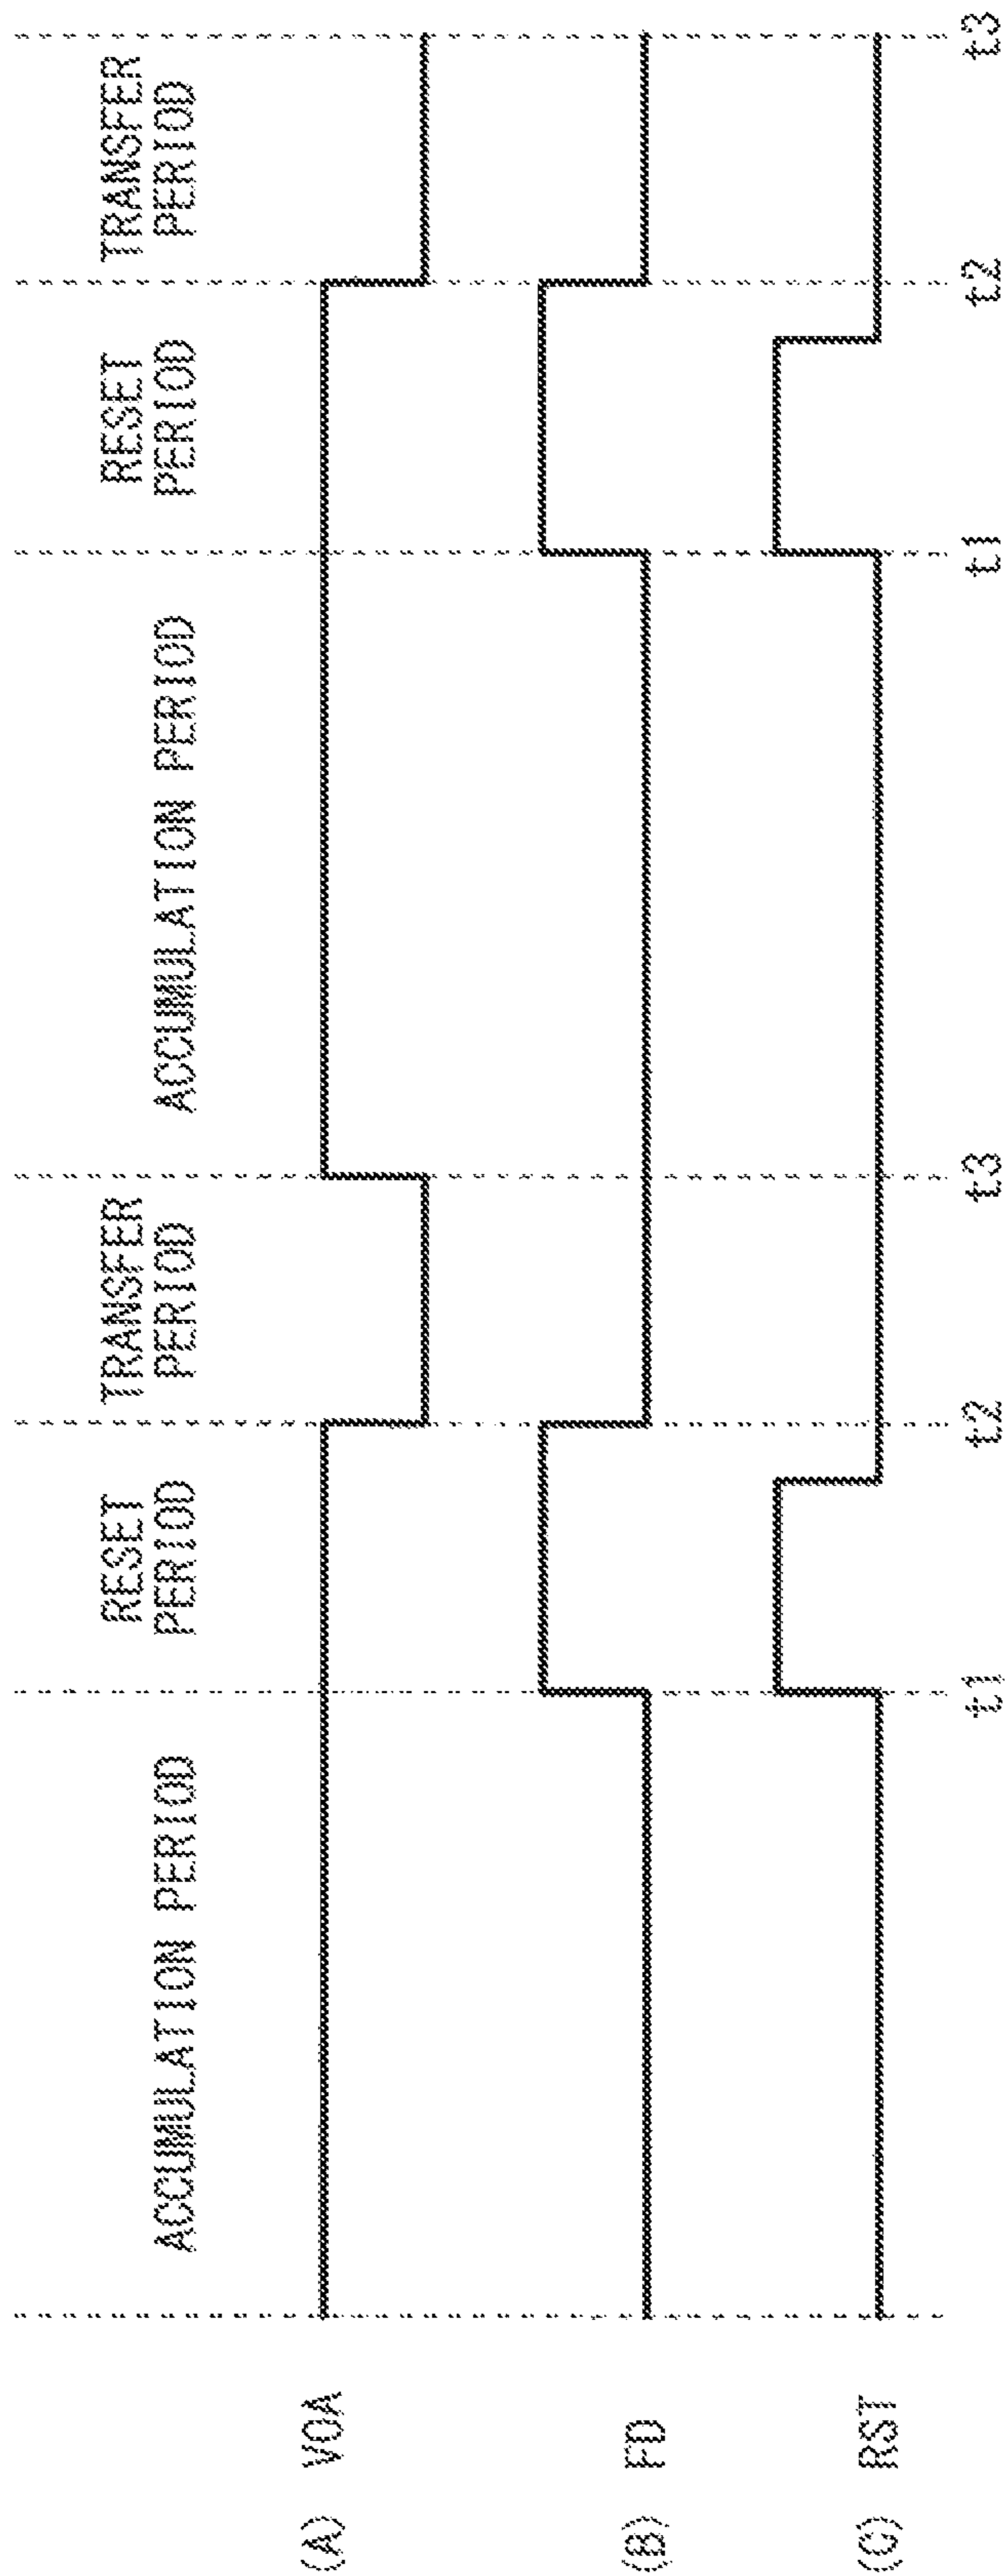 ACCUMULATION PERIOD
RESET
PERIOD
TRANSFER
PERIOD
ACCUMULATION PERIOD
RESET
PERIOD
TRANSFER
PERIOD
(A) VOA
(B) FD
(C) RST
t1
t2
t3
t1
t2
t3